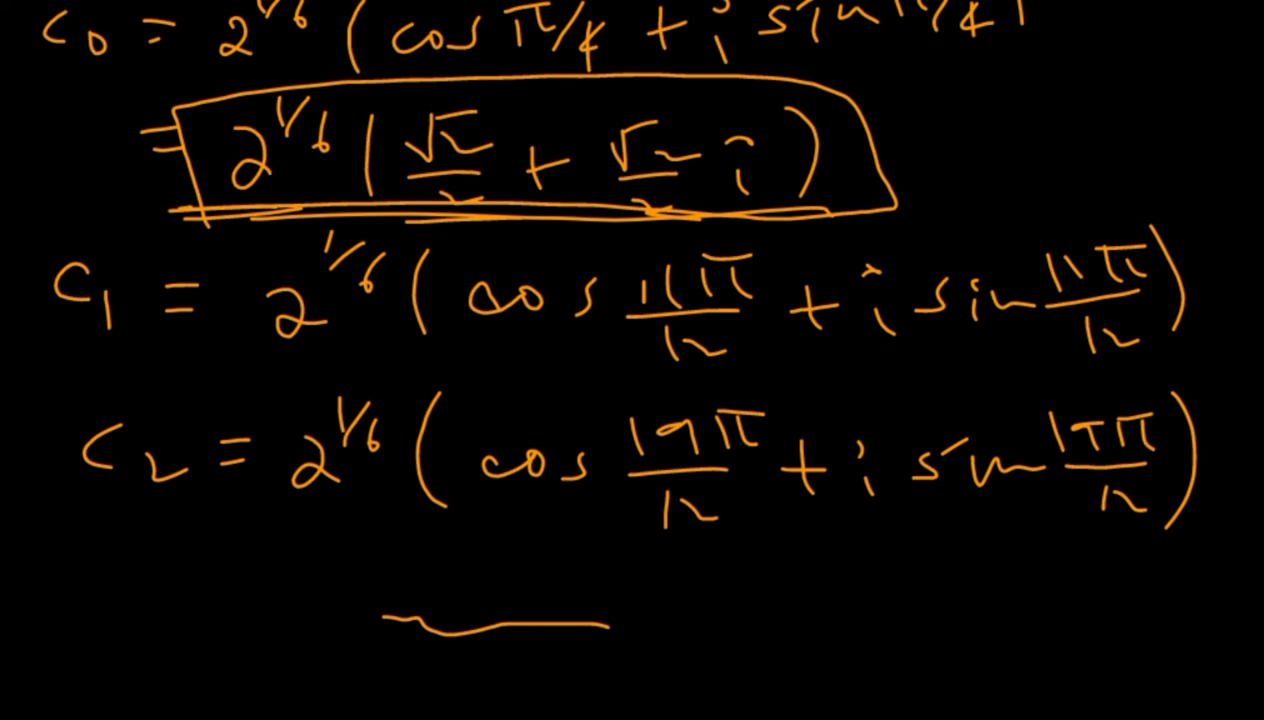 c₀ = 2^{1/6} (cos π/4 + i sin π/4)
= 2^{1/6} (√2/2 + √2/2 i)
C₁ = 2^{1/6} (cos 11π/12 + i sin 11π/12)
C₂ = 2^{1/6} (cos 19π/12 + i sin 19π/12)